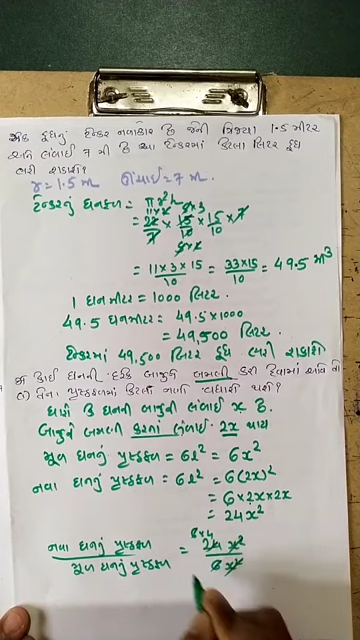 એક દૂધનું ટેન્કર નળાકાર છે જેની ત્રિજ્યા 1.5 મીટર
અને લંબાઈ 7 મી છે આ ટેન્કરમાં કેટલા લિટર દૂધ
ભરી શકાશે?
r = 1.5 m ઊંચાઈ = 7 m.
ટેન્કરનું ઘનફળ = πr²h
= 22/7 × 15/10 × 15/10 × 7
= 11×3×15/10 = 33×15/10 = 49.5 મી³
1 ઘનમીટર = 1000 લિટર.
49.5 ઘનમીટર = 49.5×1000
= 49,500 લિટર.
ટેન્કરમાં 49,500 લિટર દૂધ ભરી શકાશે
કોઈ ઘનની દરેક બાજુને બમણી કરી દેવામાં આવે તો
(i) તેના પૃષ્ઠફળમાં કેટલો ગણો વધારો થશે?
ધારો કે ઘનની બાજુની લંબાઈ x છે.
બાજુને બમણી કરતાં લંબાઈ 2x થાય
મૂળ ઘનનું પૃષ્ઠફળ = 6l² = 6x²
નવા ઘનનું પૃષ્ઠફળ = 6l² = 6(2x)²
= 6×2x×2x
= 24x²
નવા ઘનનું પૃષ્ઠફળ / મૂળ ઘનનું પૃષ્ઠફળ = 24x²/6x²